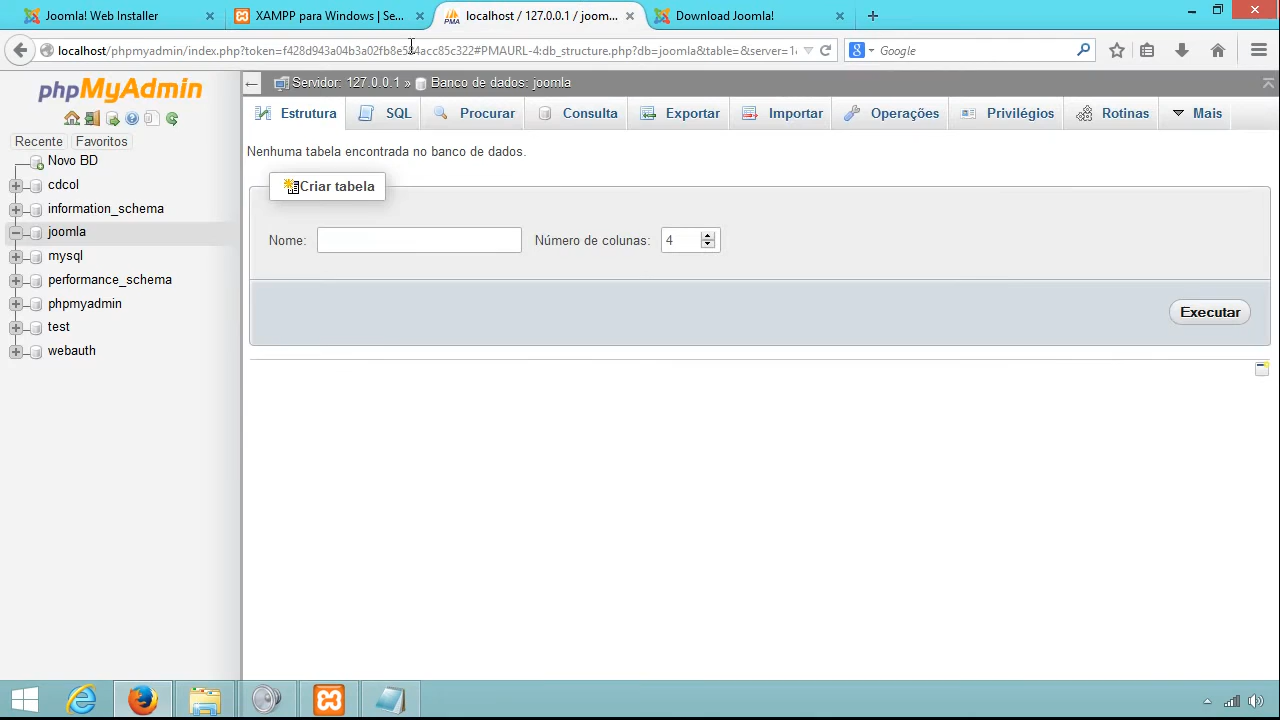 Joomla! Web Installer
XAMPP para Windows | Se...
localhost / 127.0.0.1 / joom...
Download Joomla!
localhost/phpmyadmin/index.php?token=f428d943a04b3a02fb8e5 4acc85c322#PMAURL-4:db_structure.php?db=joomla&table=&server=1
Google
phpMyAdmin
Recente
Favoritos
Novo BD
cdcol
information_schema
joomla
mysql
performance_schema
phpmyadmin
test
webauth
Servidor: 127.0.0.1 » Banco de dados: joomla
Estrutura
SQL
Procurar
Consulta
Exportar
Importar
Operações
Privilégios
Rotinas
Mais
Nenhuma tabela encontrada no banco de dados.
Criar tabela
Nome:
Número de colunas: 4
Executar